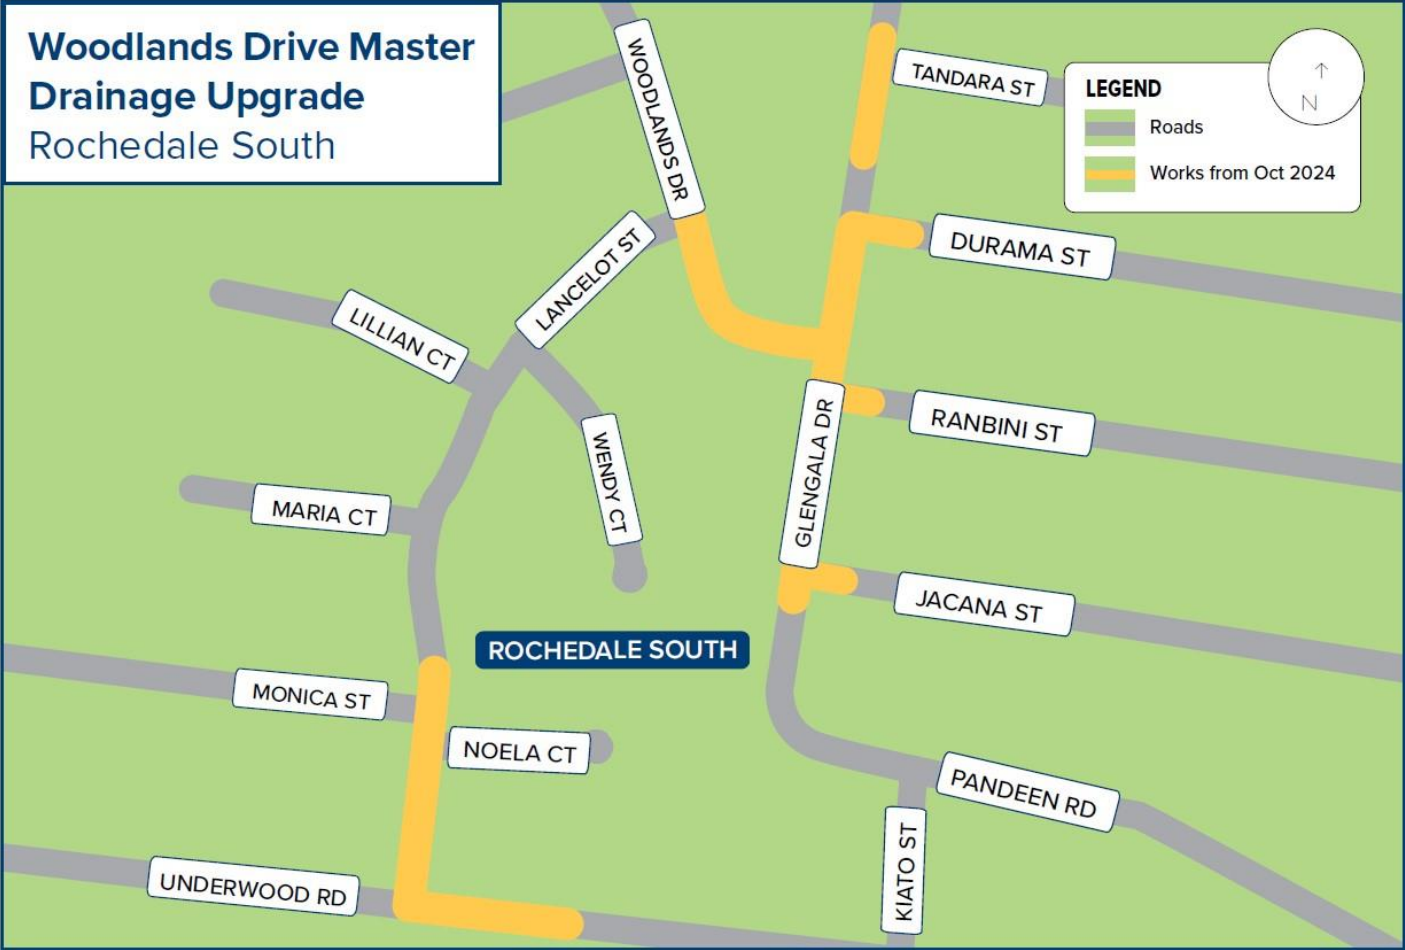 Woodlands Drive Master
Drainage Upgrade
Rochedale South
WOODLANDS DR
TANDARA ST
LEGEND
N
Roads
Works from Oct 2024
LANCELOT ST
DURAMA ST
LILLIAN CT
RANBINI ST
WENDY CT
GLENGALA DR
MARIA CT
JACANA ST
ROCHEDALE SOUTH
MONICA ST
NOELA CT
PANDEEN RD
KIATO ST
UNDERWOOD RD